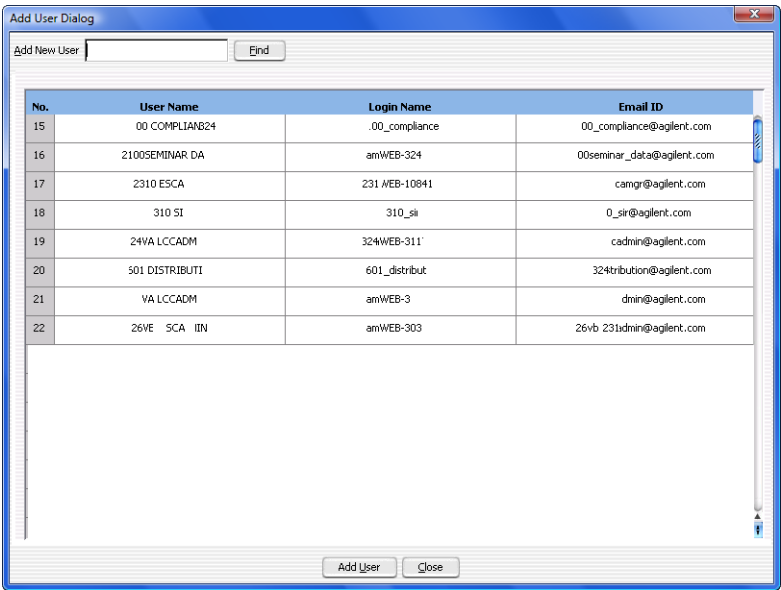 Add User Dialog
Add New User Find
No. User Name Login Name Email ID
15 00 COMPLIANB24 .00_compliance 00_compliance@agilent.com
16 2100SEMINAR DA amWEB-324 00seminar_data@agilent.com
17 2310 ESCA 231 WEB-10841 camgr@agilent.com
18 310 SI 310_sir 0_sir@agilent.com
19 24VA LCCADM 324WEB-311 cadmin@agilent.com
20 501 DISTRIBUTI 601_distribut 324tribution@agilent.com
21 VA LCCADM amWEB-3 dmin@agilent.com
22 26VE SCA IIN amWEB-303 26vb 231dmin@agilent.com
Add User Close